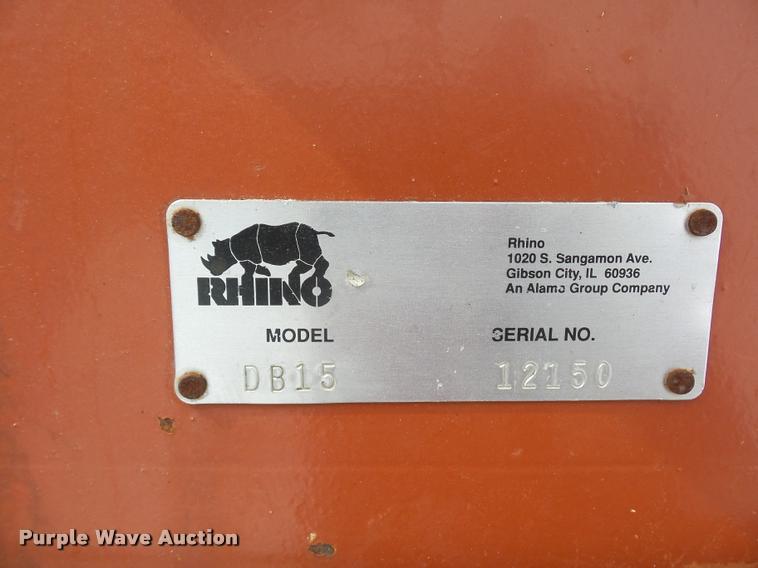 RHINO
Rhino
1020 S. Sangamon Ave.
Gibson City, IL 60936
An Alamo Group Company
MODEL
SERIAL NO.
DB15
12150
Purple Wave Auction